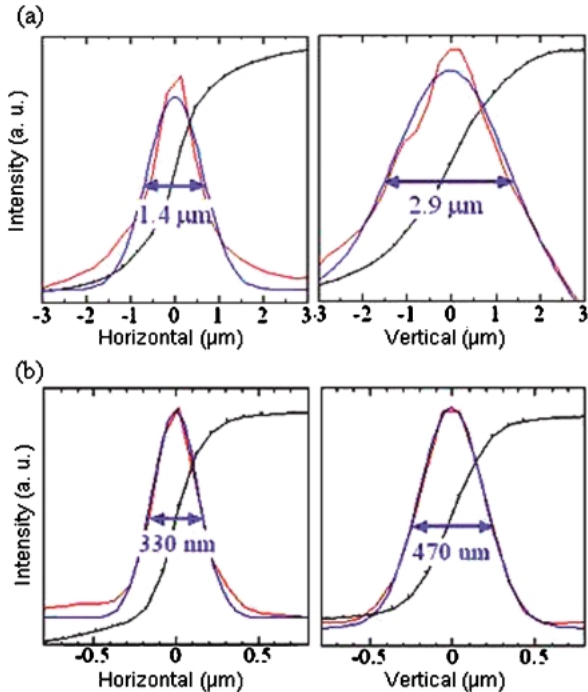 (a)
Intensity (a. u.)
1.4 µm
-3 -2 -1 0 1 2 3
Horizontal (µm)
2.9 µm
-3 -2 -1 0 1 2 3
Vertical (µm)
(b)
Intensity (a. u.)
330 nm
-0.5 0 0.5
Horizontal (µm)
470 nm
-0.5 0 0.5
Vertical (µm)